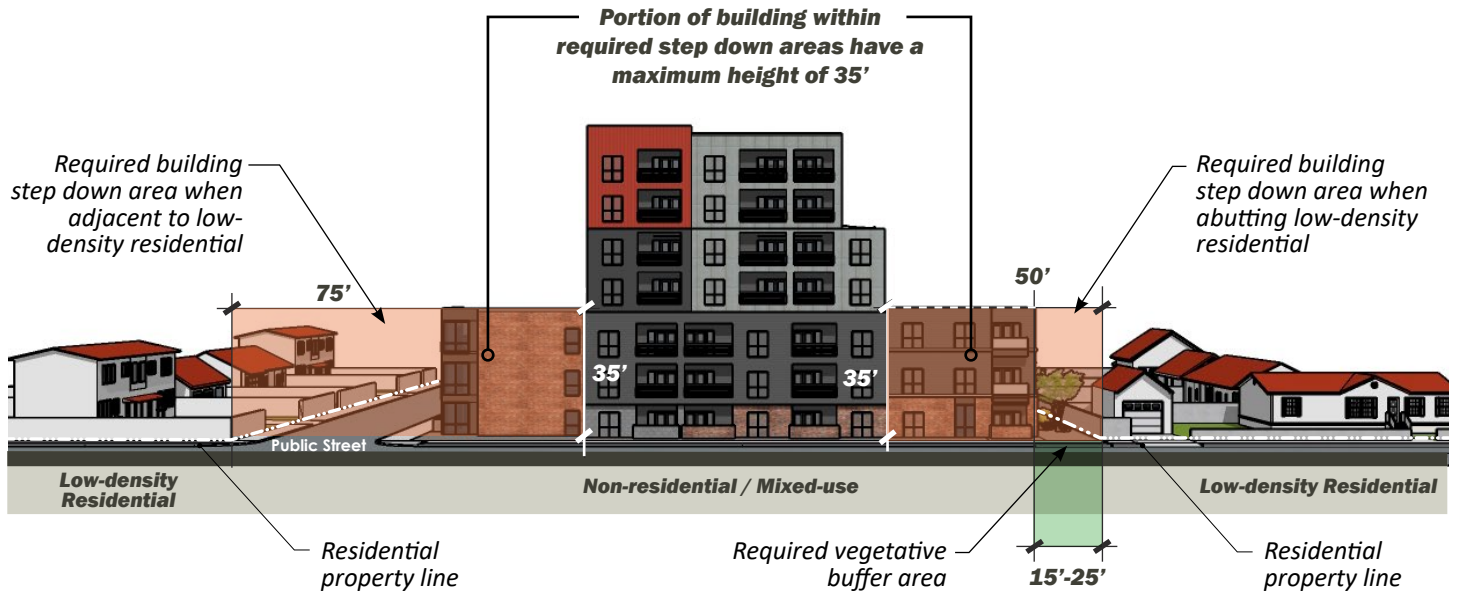 Portion of building within
required step down areas have a
maximum height of 35’
Required building
step down area when
adjacent to low-
density residential
Required building
step down area when
abutting low-density
residential
75’
50’
35’
35’
Public Street
Low-density
Residential
Non-residential / Mixed-use
Low-density Residential
Residential
property line
Required vegetative
buffer area
15’-25’
Residential
property line